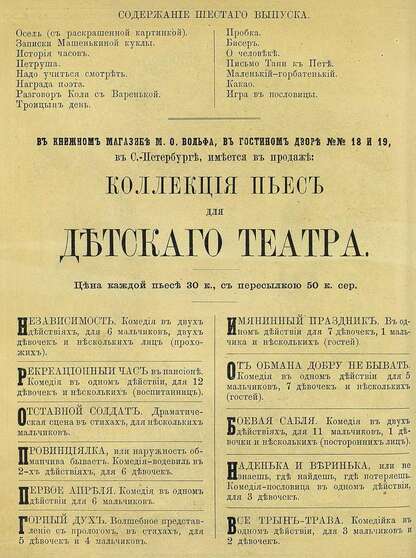 СОДЕРЖАНІЕ ШЕСТАГО ВЫПУСКА.
Осель (съ раскрашенной картинкой).
Записки Машенькиной куклы.
Исторія часовъ.
Петруша.
Надо учиться смотрѣть.
Награда поэта.
Разговоръ Коли съ Варенькой.
Троицынъ день.
Пробка.
Бисеръ.
О человѣкѣ.
Письмо Тани къ Петѣ.
Маленькій-горбатенькій.
Какао.
Игра въ пословицы.
ВЪ КНИЖНОМЪ МАГАЗИНѢ М. О. ВОЛЬФА, ВЪ ГОСТИНОМЪ ДВОРѢ №№ 18 И 19,
въ С.-Петербургѣ, имѣется въ продажѣ:
КОЛЛЕКЦІЯ ПЬЕСЪ
для
ДѢТСКАГО ТЕАТРА.
Цѣна каждой пьесѣ 30 к., съ пересылкою 50 к. сер.
НЕЗАВИСИМОСТЬ. Комедія въ двухъ
дѣйствіяхъ, для 6 мальчиковъ, двухъ
дѣвочекъ и нѣсколькихъ лицъ (прохо-
жихъ).
РЕКРЕАЦІОННЫЙ ЧАСЪ въ пансіонѣ.
Комедія въ одномъ дѣйствіи, для 12
дѣвочекъ и нѣсколькихъ (воспитанницъ).
ОТСТАВНОЙ СОЛДАТЪ. Драматиче-
ская сцена въ стихахъ, для нѣсколькихъ
мальчиковъ.
ПРОВИНЦІЯЛКА, или наружность об-
манчива бываетъ. Комедія-водевиль въ
2-хъ дѣйствіяхъ, для 6 дѣвочекъ.
ПЕРВОЕ АПРѢЛЯ. Комедія въ одномъ
дѣйствіи для 6 мальчиковъ.
ГОРНЫЙ ДУХЪ. Волшебное представ-
леніе съ прологомъ, въ стихахъ, для
5 дѣвочекъ и 4 мальчиковъ.
ИМЯНИННЫЙ ПРАЗДНИКЪ. Въ од-
номъ дѣйствіи для 7 дѣвочекъ, 1 маль-
чика и нѣсколькихъ (гостей).
ОТЪ ОБМАНА ДОБРУ НЕ БЫВАТЬ.
Комедія въ одномъ дѣйствіи для 5
мальчиковъ, 7 дѣвочекъ и нѣсколькихъ
(гостей).
БОЕВАЯ САБЛЯ. Комедія въ двухъ
дѣйствіяхъ, для 11 мальчиковъ, 1 дѣ-
вочки и нѣсколькихъ (постороннихъ лицъ).
НАДЕНЬКА И ВѢРИНЬКА, или не
знаешь, гдѣ найдешь, гдѣ потеряешь.
Комедія-пословица въ одномъ дѣйствіи,
для 3 дѣвочекъ.
ВСЕ ТРЫНЪ-ТРАВА. Комедійка въ
одномъ дѣйствіи, для 3 мальчиковъ и
2 дѣвочекъ.